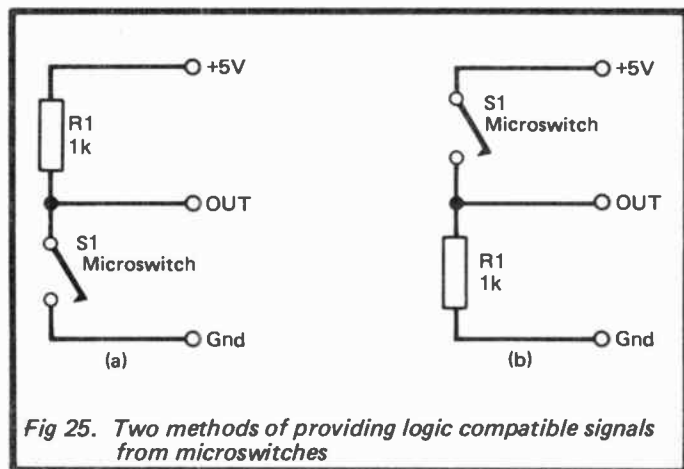 +5V
R1
1k
OUT
S1
Microswitch
Gnd
(a)
+5V
S1
Microswitch
OUT
R1
1k
Gnd
(b)
Fig 25. Two methods of providing logic compatible signals
from microswitches